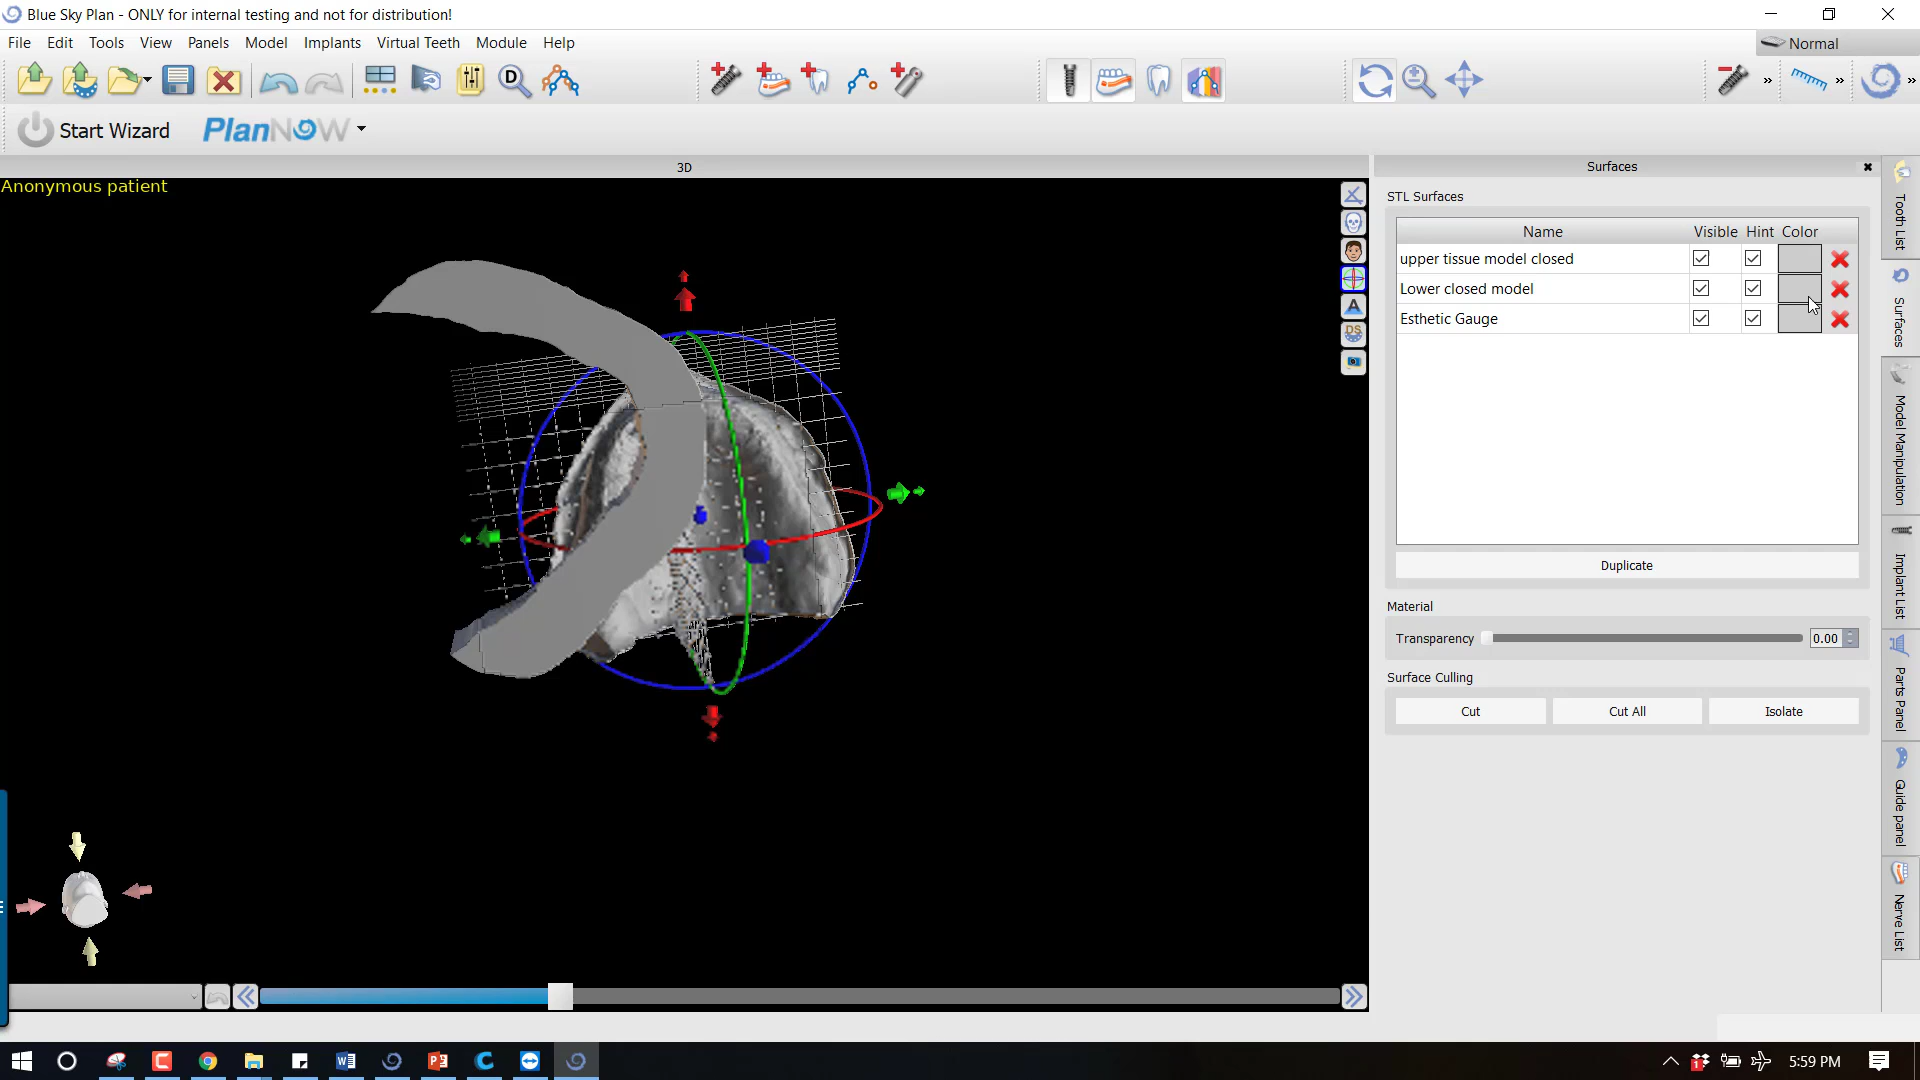 Blue Sky Plan - ONLY for internal testing and not for distribution!
File Edit Tools View Panels Model Implants Virtual Teeth Module Help
Normal
D
» » »
Start Wizard PlanNOW
3D
Surfaces
Anonymous patient
STL Surfaces
Name Visible Hint Color
upper tissue model closed
Lower closed model
Esthetic Gauge
A
DS
Duplicate
Material
Transparency 0.00
Surface Culling
Cut Cut All Isolate
Tooth List
Surfaces
Model Manipulation
Implant List
Parts Panel
Guide panel
Nerve List
5:59 PM